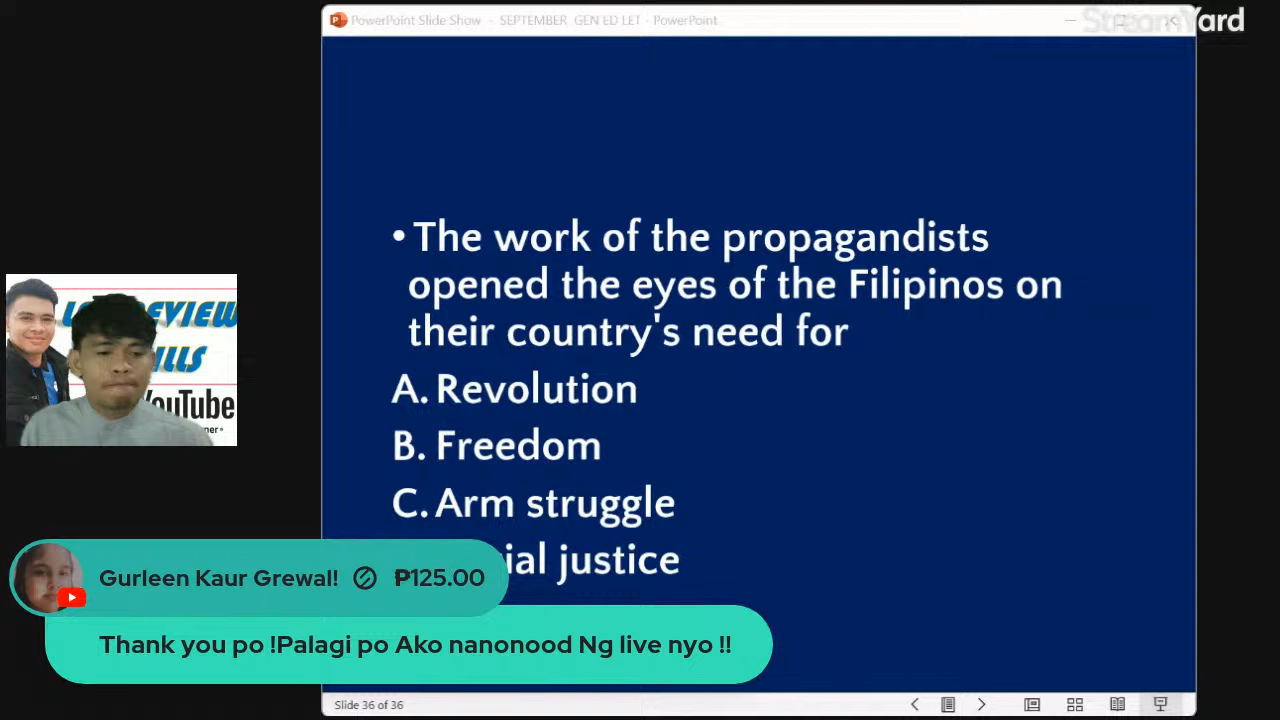 PowerPoint Slide Show - SEPTEMBER GEN ED LET - PowerPoint
StreamYard
• The work of the propagandists
opened the eyes of the Filipinos on
their country's need for
A. Revolution
B. Freedom
C. Arm struggle
justice
YouTube
Gurleen Kaur Grewal! ₱125.00
Thank you po !Palagi po Ako nanonood Ng live nyo !!
Slide 36 of 36